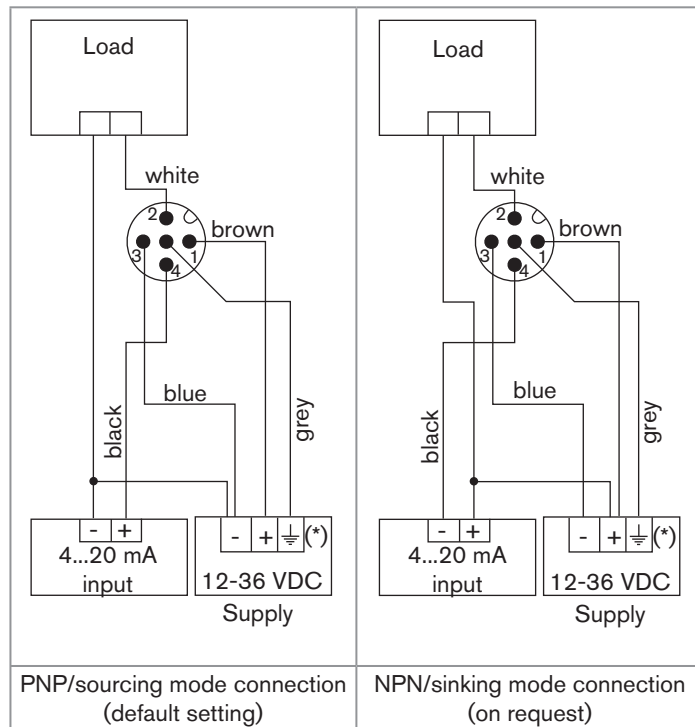 Load
white
2
brown
3
1
4
blue
black
grey
- +
- + (*)
4...20 mA
input
12-36 VDC
Supply
PNP/sourcing mode connection
(default setting)
Load
white
2
brown
3
1
4
blue
black
grey
- +
- + (*)
4...20 mA
input
12-36 VDC
Supply
NPN/sinking mode connection
(on request)